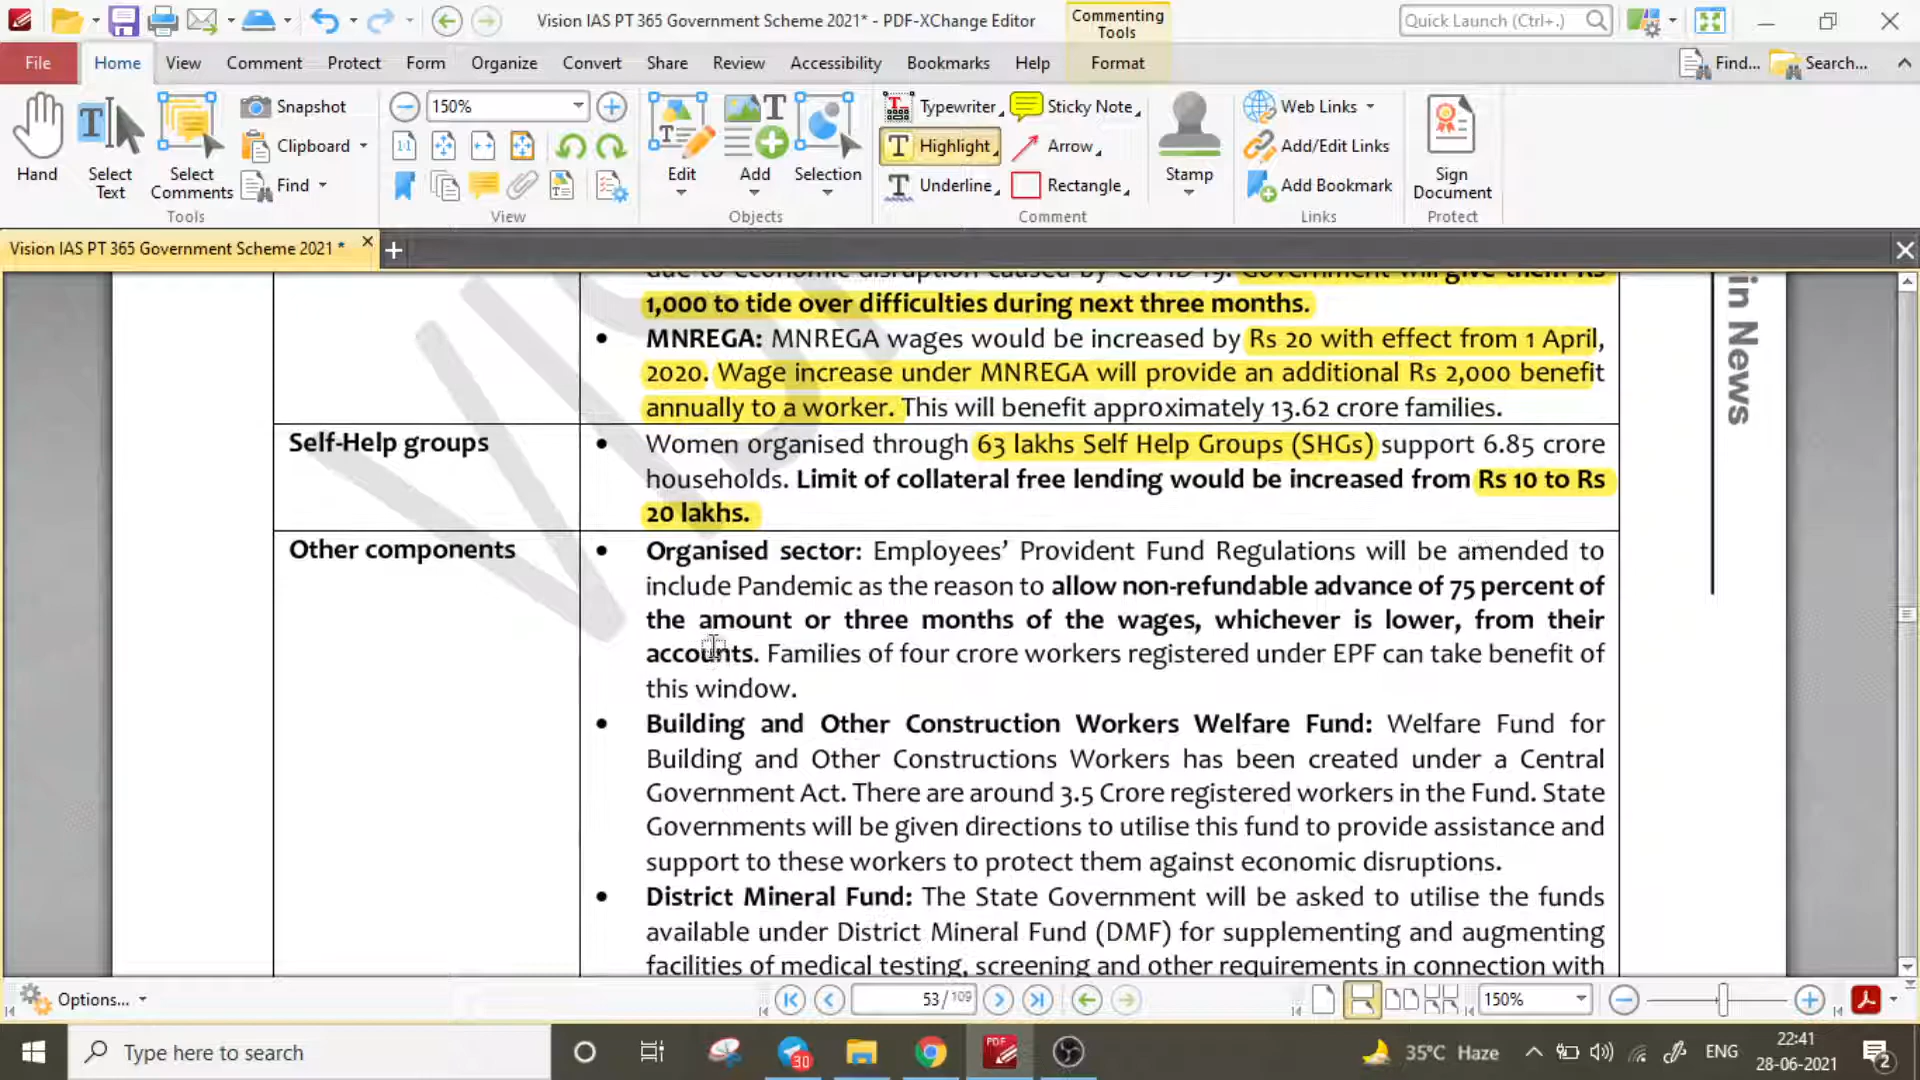 Vision IAS PT 365 Government Scheme 2021* - PDF-XChange Editor
Commenting Tools
Quick Launch (Ctrl+.)
File Home View Comment Protect Form Organize Convert Share Review Accessibility Bookmarks Help Format Find... Search...
Hand
Select Text
Select Comments
Snapshot
Clipboard
Find
Tools
150%
View
Edit
Add
Selection
Objects
Typewriter
Highlight
Underline
Sticky Note
Arrow
Rectangle
Stamp
Comment
Web Links
Add/Edit Links
Add Bookmark
Links
Sign Document
Protect
Vision IAS PT 365 Government Scheme 2021 *
due to economic disruption caused by COVID-19. Government will give them Rs
1,000 to tide over difficulties during next three months.
• MNREGA: MNREGA wages would be increased by Rs 20 with effect from 1 April,
2020. Wage increase under MNREGA will provide an additional Rs 2,000 benefit
annually to a worker. This will benefit approximately 13.62 crore families.
Self-Help groups
• Women organised through 63 lakhs Self Help Groups (SHGs) support 6.85 crore
households. Limit of collateral free lending would be increased from Rs 10 to Rs
20 lakhs.
Other components
• Organised sector: Employees’ Provident Fund Regulations will be amended to
include Pandemic as the reason to allow non-refundable advance of 75 percent of
the amount or three months of the wages, whichever is lower, from their
accounts. Families of four crore workers registered under EPF can take benefit of
this window.
• Building and Other Construction Workers Welfare Fund: Welfare Fund for
Building and Other Constructions Workers has been created under a Central
Government Act. There are around 3.5 Crore registered workers in the Fund. State
Governments will be given directions to utilise this fund to provide assistance and
support to these workers to protect them against economic disruptions.
• District Mineral Fund: The State Government will be asked to utilise the funds
available under District Mineral Fund (DMF) for supplementing and augmenting
facilities of medical testing, screening and other requirements in connection with
in News
Options...
53 / 109
150%
Type here to search
30
35°C Haze
ENG
22:41
28-06-2021
2